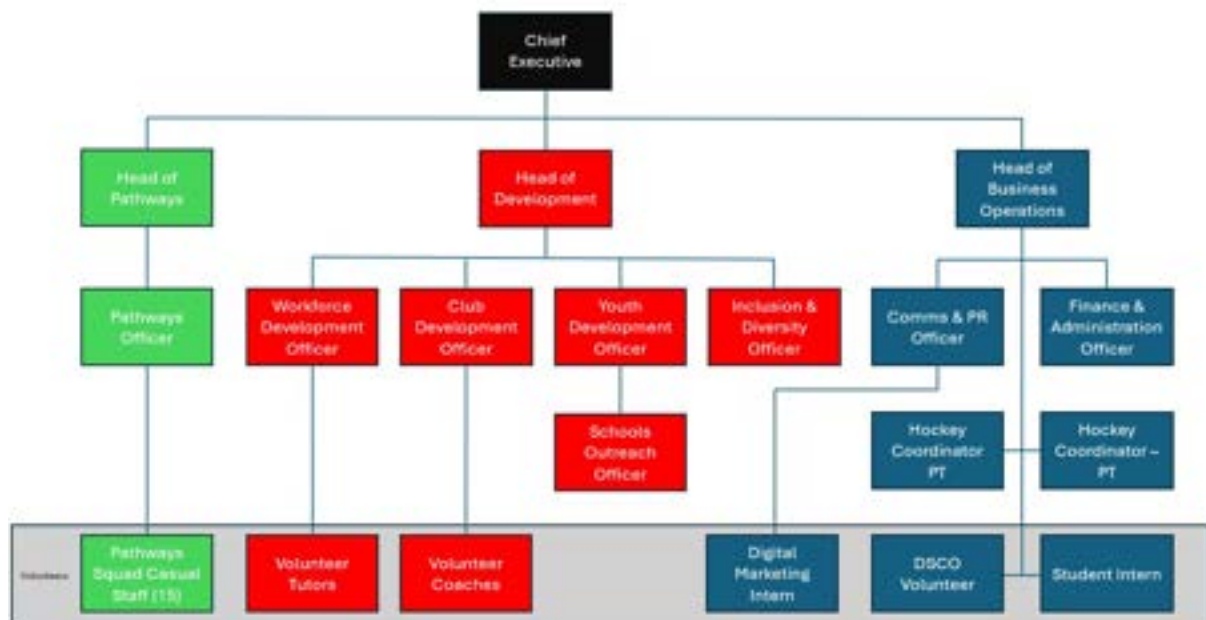 Chief
Executive
Head of
Pathways
Head of
Development
Head of
Business
Operations
Pathways
Officer
Workforce
Development
Officer
Club
Development
Officer
Youth
Development
Officer
Inclusion &
Diversity
Officer
Comms & PR
Officer
Finance &
Administration
Officer
Schools
Outreach
Officer
Hockey
Coordinator
PT
Hockey
Coordinator –
PT
Volunteers
Pathways
Squad Casual
Staff (15)
Volunteer
Tutors
Volunteer
Coaches
Digital
Marketing
Intern
DSCO
Volunteer
Student Intern